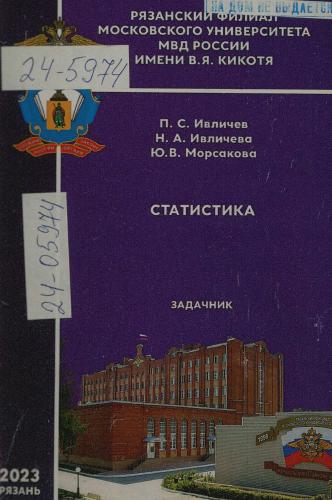 НА ДОМ НЕ ВЫДАЕТСЯ
РЯЗАНСКИЙ ФИЛИАЛ
МОСКОВСКОГО УНИВЕРСИТЕТА
МВД РОССИИ
ИМЕНИ В.Я. КИКОТЯ
24-5974
П. С. Ивличев
Н. А. Ивличева
Ю.В. Морсакова
СТАТИСТИКА
24-05974
ЗАДАЧНИК
2023
РЯЗАНЬ